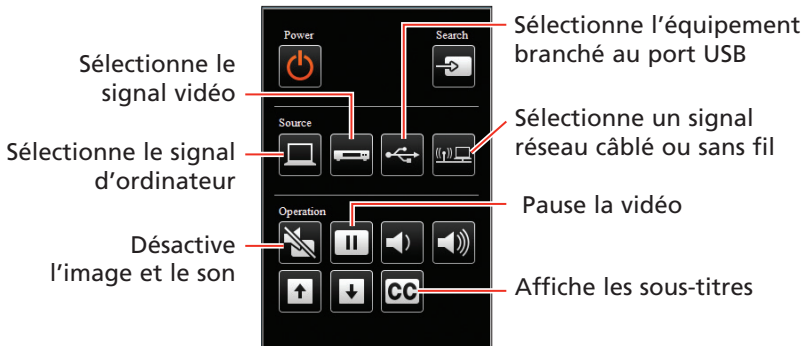 Power
Search
Source
Operation
CC
Sélectionne le
signal vidéo
Sélectionne le signal
d'ordinateur
Désactive
l'image et le son
Sélectionne l'équipement
branché au port USB
Sélectionne un signal
réseau câblé ou sans fil
Pause la vidéo
Affiche les sous-titres